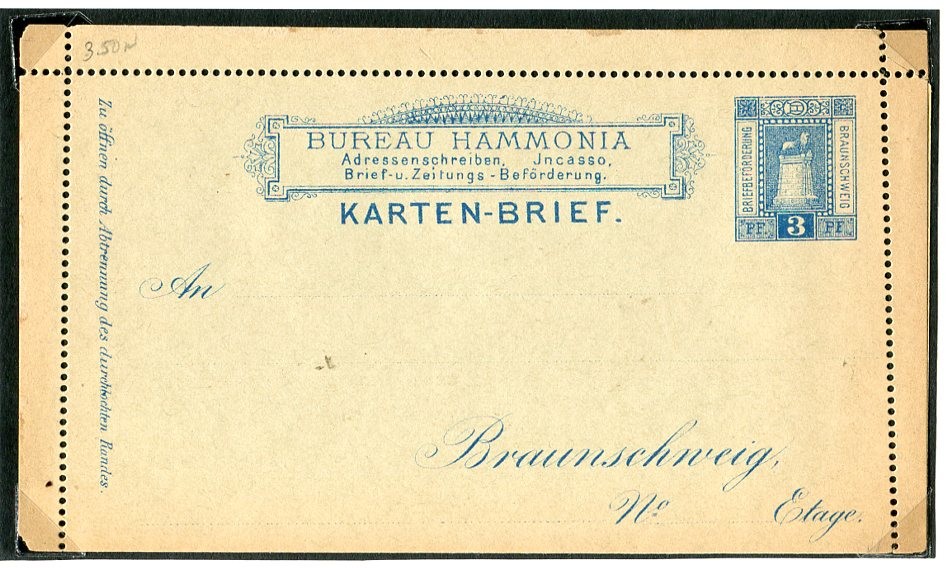 3.50
BUREAU HAMMONIA
Adressenschreiben, Jncasso,
Brief-u. Zeitungs-Beförderung.
KARTEN-BRIEF.
BRIEFBEFÖRDERUNG
BRAUNSCHWEIG
PF. 3 PF.
Zu öffnen durch Abtrennung des durchlochten Randes.
An
Braunschweig,
No Etage.